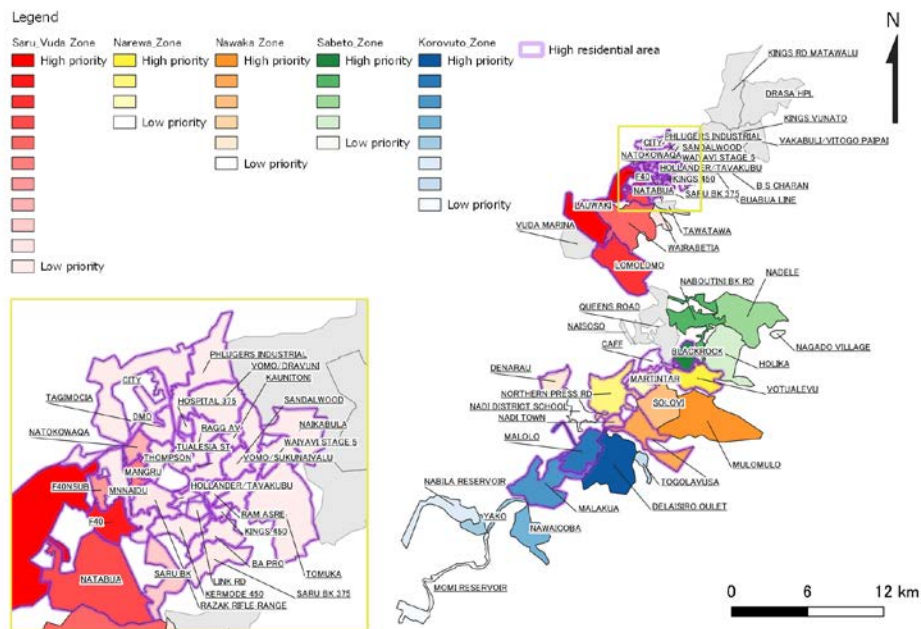 Legend
Saru_Vuda_Zone
High priority
Low priority
Narewa_Zone
High priority
Low priority
Nawaka_Zone
High priority
Low priority
Sabeto_Zone
High priority
Low priority
Korovuto_Zone
High priority
Low priority
High residential area
N
KINGS RD MATAWALU
DRASA HPL
KINGS VUNATO
VAKABULI/VITOGO PAIPAI
PHLUGERS INDUSTRIAL
CITY
SANDALWOOD
NATOKOWAQA
WAIYAVI STAGE 5
HOLLANDER/TAVAKUBU
F40
KINGS 450
B.S CHARAN
NATABUA
SARU BK 375
BUABUA LINE
LAUWAKI
TAWATAWA
VUDA MARINA
WAIRABETIA
LOMOLOMO
NABOUTINI BK RD
NADELE
QUEENS ROAD
NAISOSO
CAFF
BLACKROCK
NAGADO VILLAGE
HOLIKA
DENARAU
MARTINTAR
VOTUALEVU
NORTHERN PRESS RD
NADI DISTRICT SCHOOL
SOLOVI
NADI TOWN
MALOLO
MULOMULO
TOGOLAVUSA
NABILA RESERVOIR
DELAISIRO OULET
MALAKUA
YAKO
NAWAICOBA
MOMI RESERVOIR
0 6 12 km
PHLUGERS INDUSTRIAL
VOMO/DRAVUNI
CITY
KAUNITONI
TAGIMOCIA
HOSPITAL 375
SANDALWOOD
DMO
RAGG AV
NAIKABULA
NATOKOWAQA
TUALESIA ST
WAIYAVI STAGE 5
THOMPSON
VOMO/SUKUNAIVALU
MANGRU
F40NSUB
MNNAIDU
HOLLANDER/TAVAKUBU
RAM ASRE
F40
KINGS 450
NATABUA
SARU BK
BA PRO
TOMUKA
LINK RD
SARU BK 375
KERMODE 450
RAZAK RIFLE RANGE